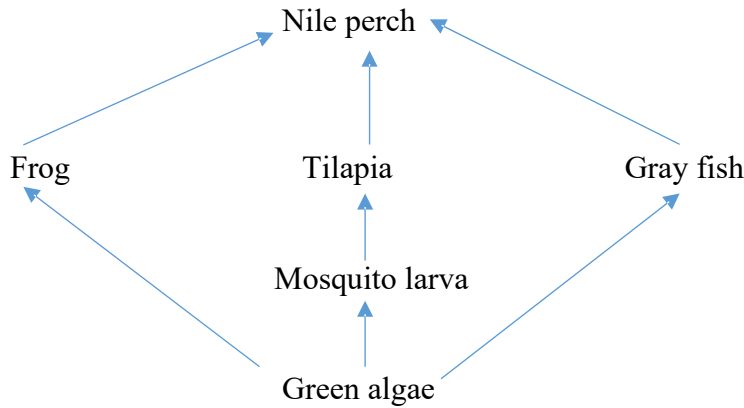 Nile perch
Frog
Tilapia
Gray fish
Mosquito larva
Green algae